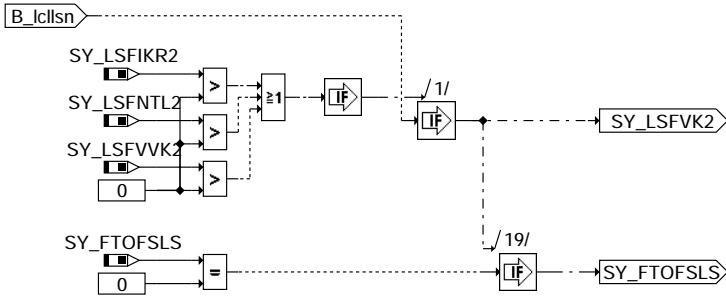 B_lcllsn
SY_LSFIKR2
>
≧1
IF
/1/
SY_LSFNTL2
>
IF
SY_LSFVK2
SY_LSFVVK2
>
0
/19/
SY_FTOFSLS
=
IF
SY_FTOFSLS
0